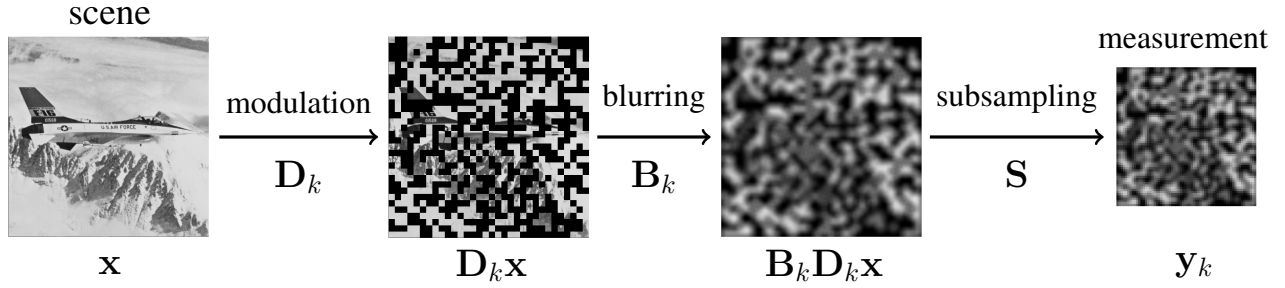 scene
measurement
modulation
blurring
subsampling
D_k
B_k
S
U.S. AIR FORCE
x
D_k x
B_k D_k x
y_k